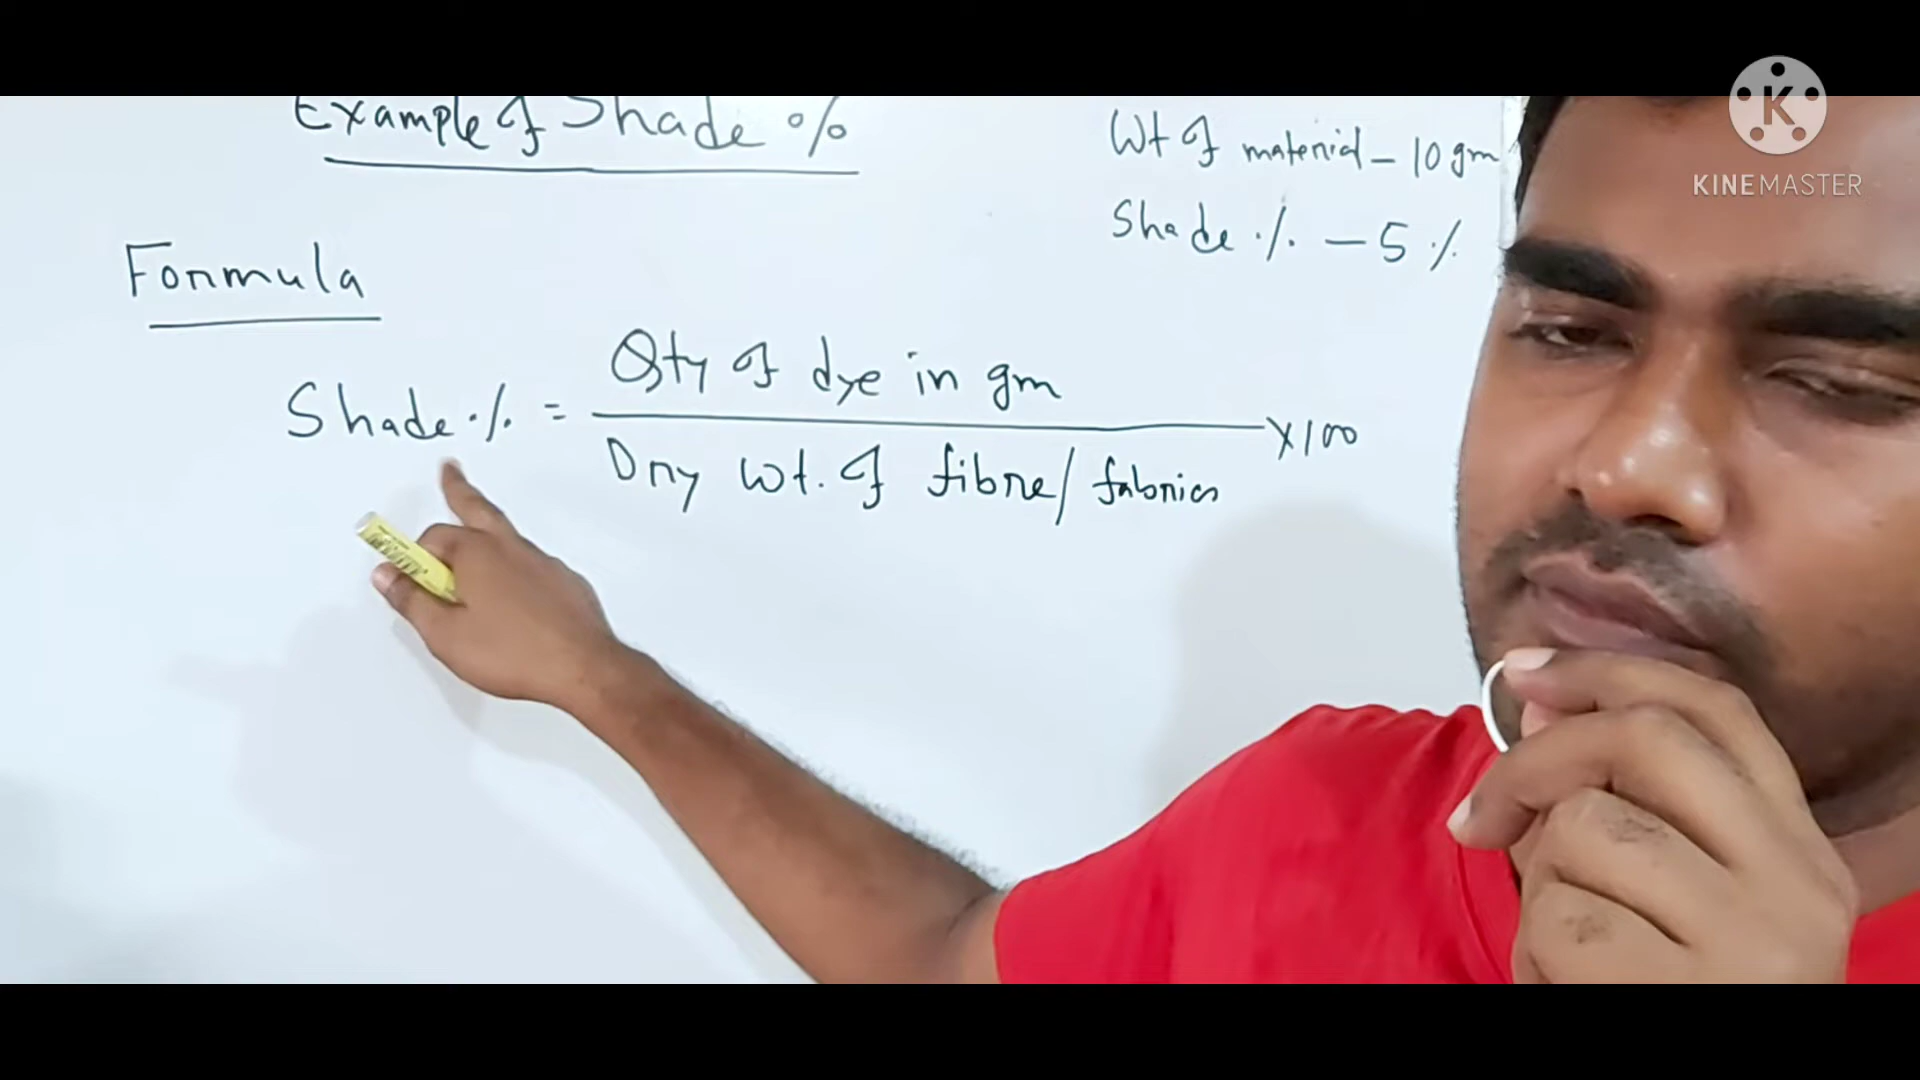 Example of Shade %
Wt of material - 10 gm
Shade % - 5 %
Formula
Shade % = Qty of dye in gm
Dry wt. of fibre/fabrics ×100
K
KINEMASTER